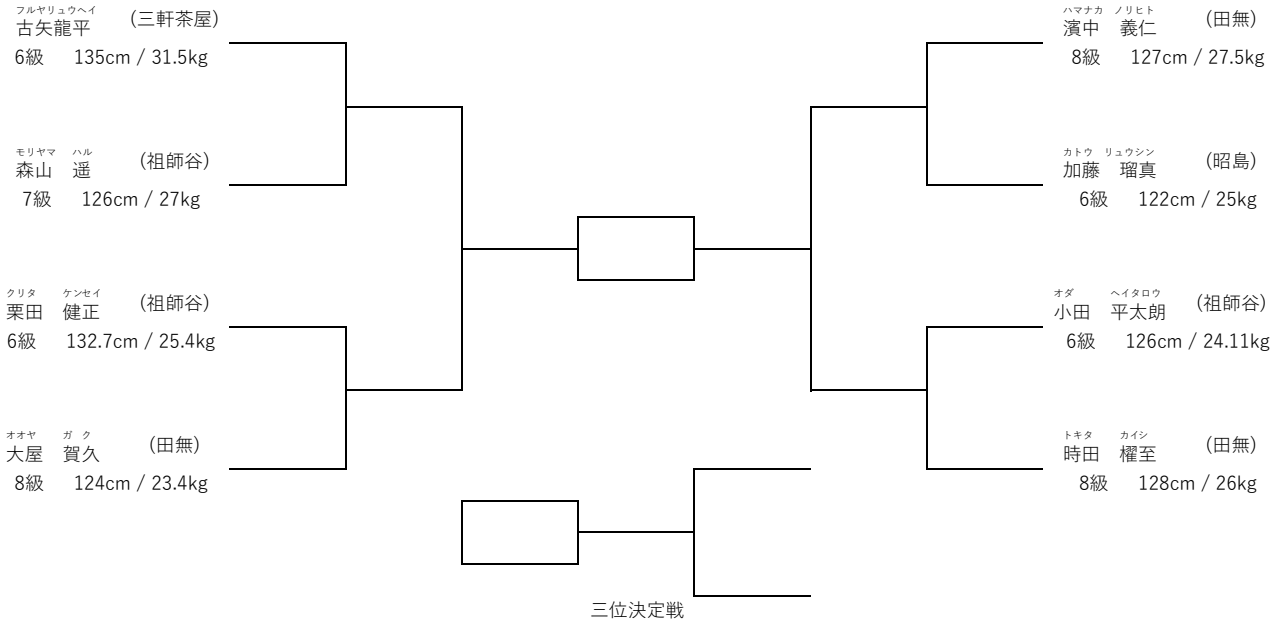 フルヤリュウヘイ
古矢龍平 (三軒茶屋)
6級 135cm / 31.5kg
モリヤマ ハル
森山 遥 (祖師谷)
7級 126cm / 27kg
クリタ ケンセイ
栗田 健正 (祖師谷)
6級 132.7cm / 25.4kg
オオヤ ガ ク
大屋 賀久 (田無)
8級 124cm / 23.4kg
ハマナカ ノリヒト
濱中 義仁 (田無)
8級 127cm / 27.5kg
カトウ リュウシン
加藤 瑠真 (昭島)
6級 122cm / 25kg
オダ ヘイタロウ
小田 平太朗 (祖師谷)
6級 126cm / 24.11kg
トキタ カイシ
時田 櫂至 (田無)
8級 128cm / 26kg
三位決定戦